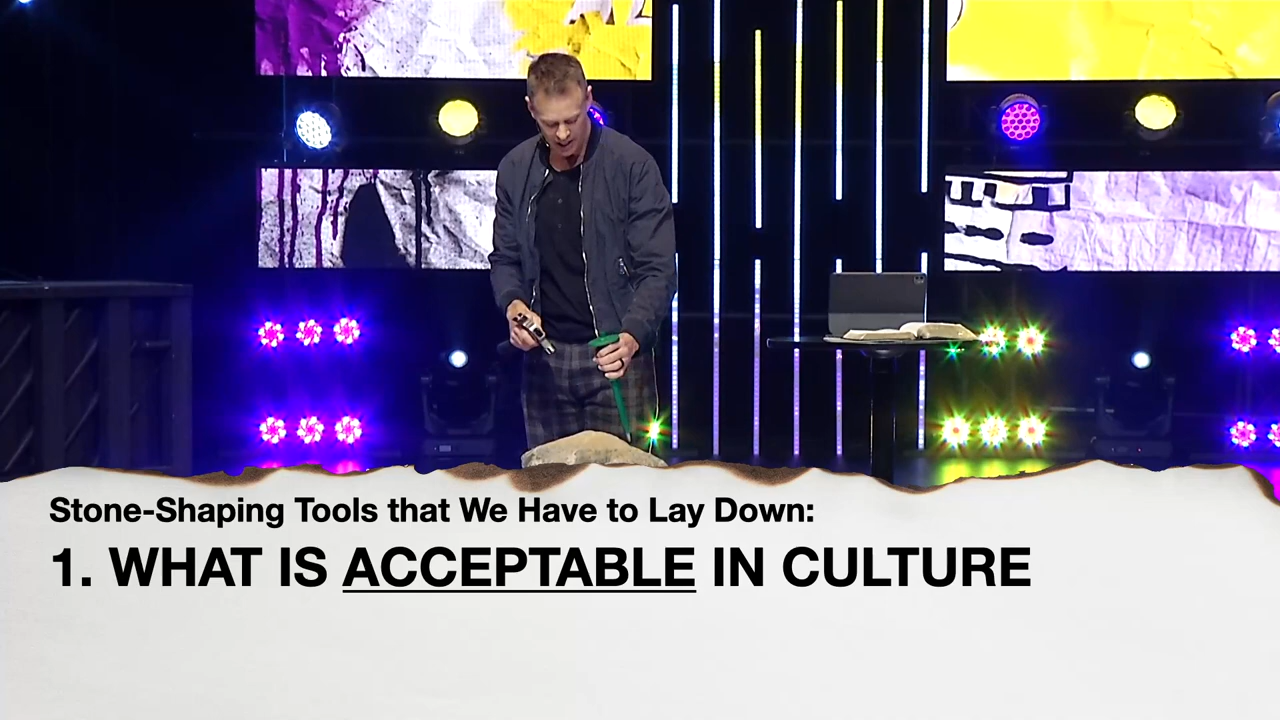 Stone-Shaping Tools that We Have to Lay Down:
1. WHAT IS ACCEPTABLE IN CULTURE